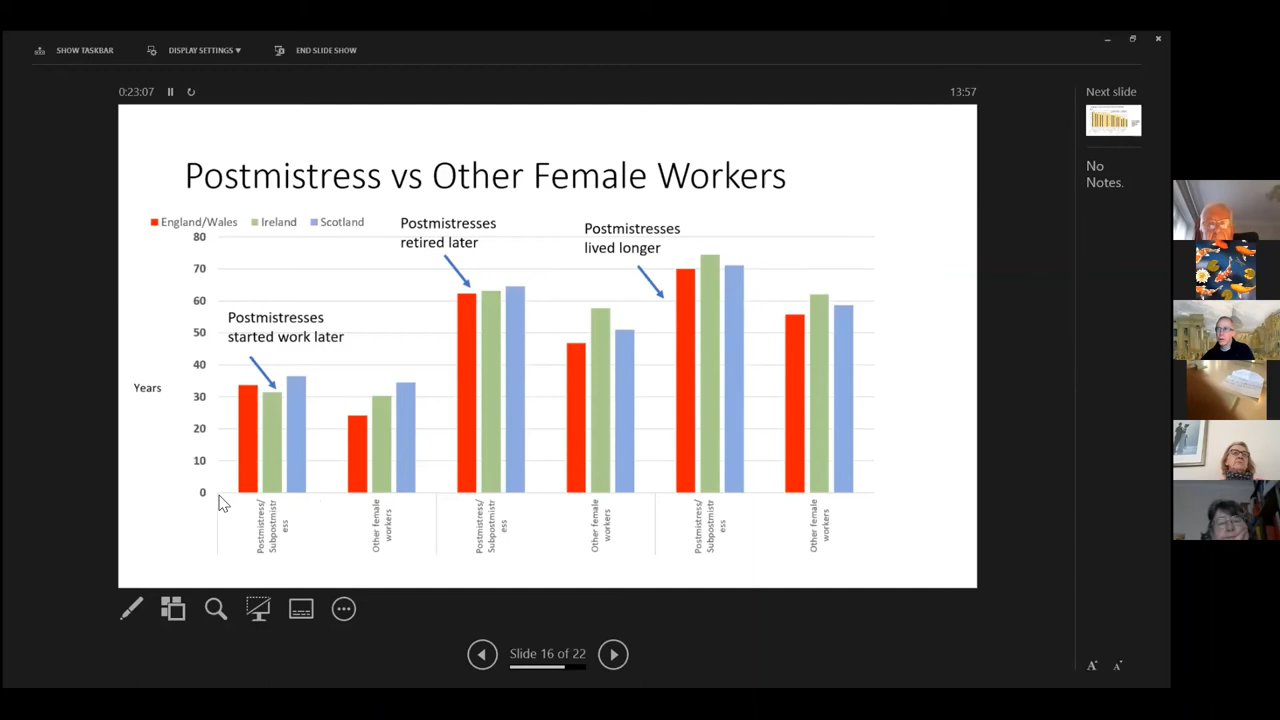 SHOW TASKBAR
DISPLAY SETTINGS ▾
END SLIDE SHOW
0:23:07
13:57
Next slide
No
Notes.
Postmistress vs Other Female Workers
England/Wales
Ireland
Scotland
Postmistresses
retired later
Postmistresses
lived longer
Postmistresses
started work later
Years
80
70
60
50
40
30
20
10
0
Postmistress/
Subpostmistr
ess
Other female
workers
Postmistress/
Subpostmistr
ess
Other female
workers
Postmistress/
Subpostmistr
ess
Other female
workers
Slide 16 of 22
A
A